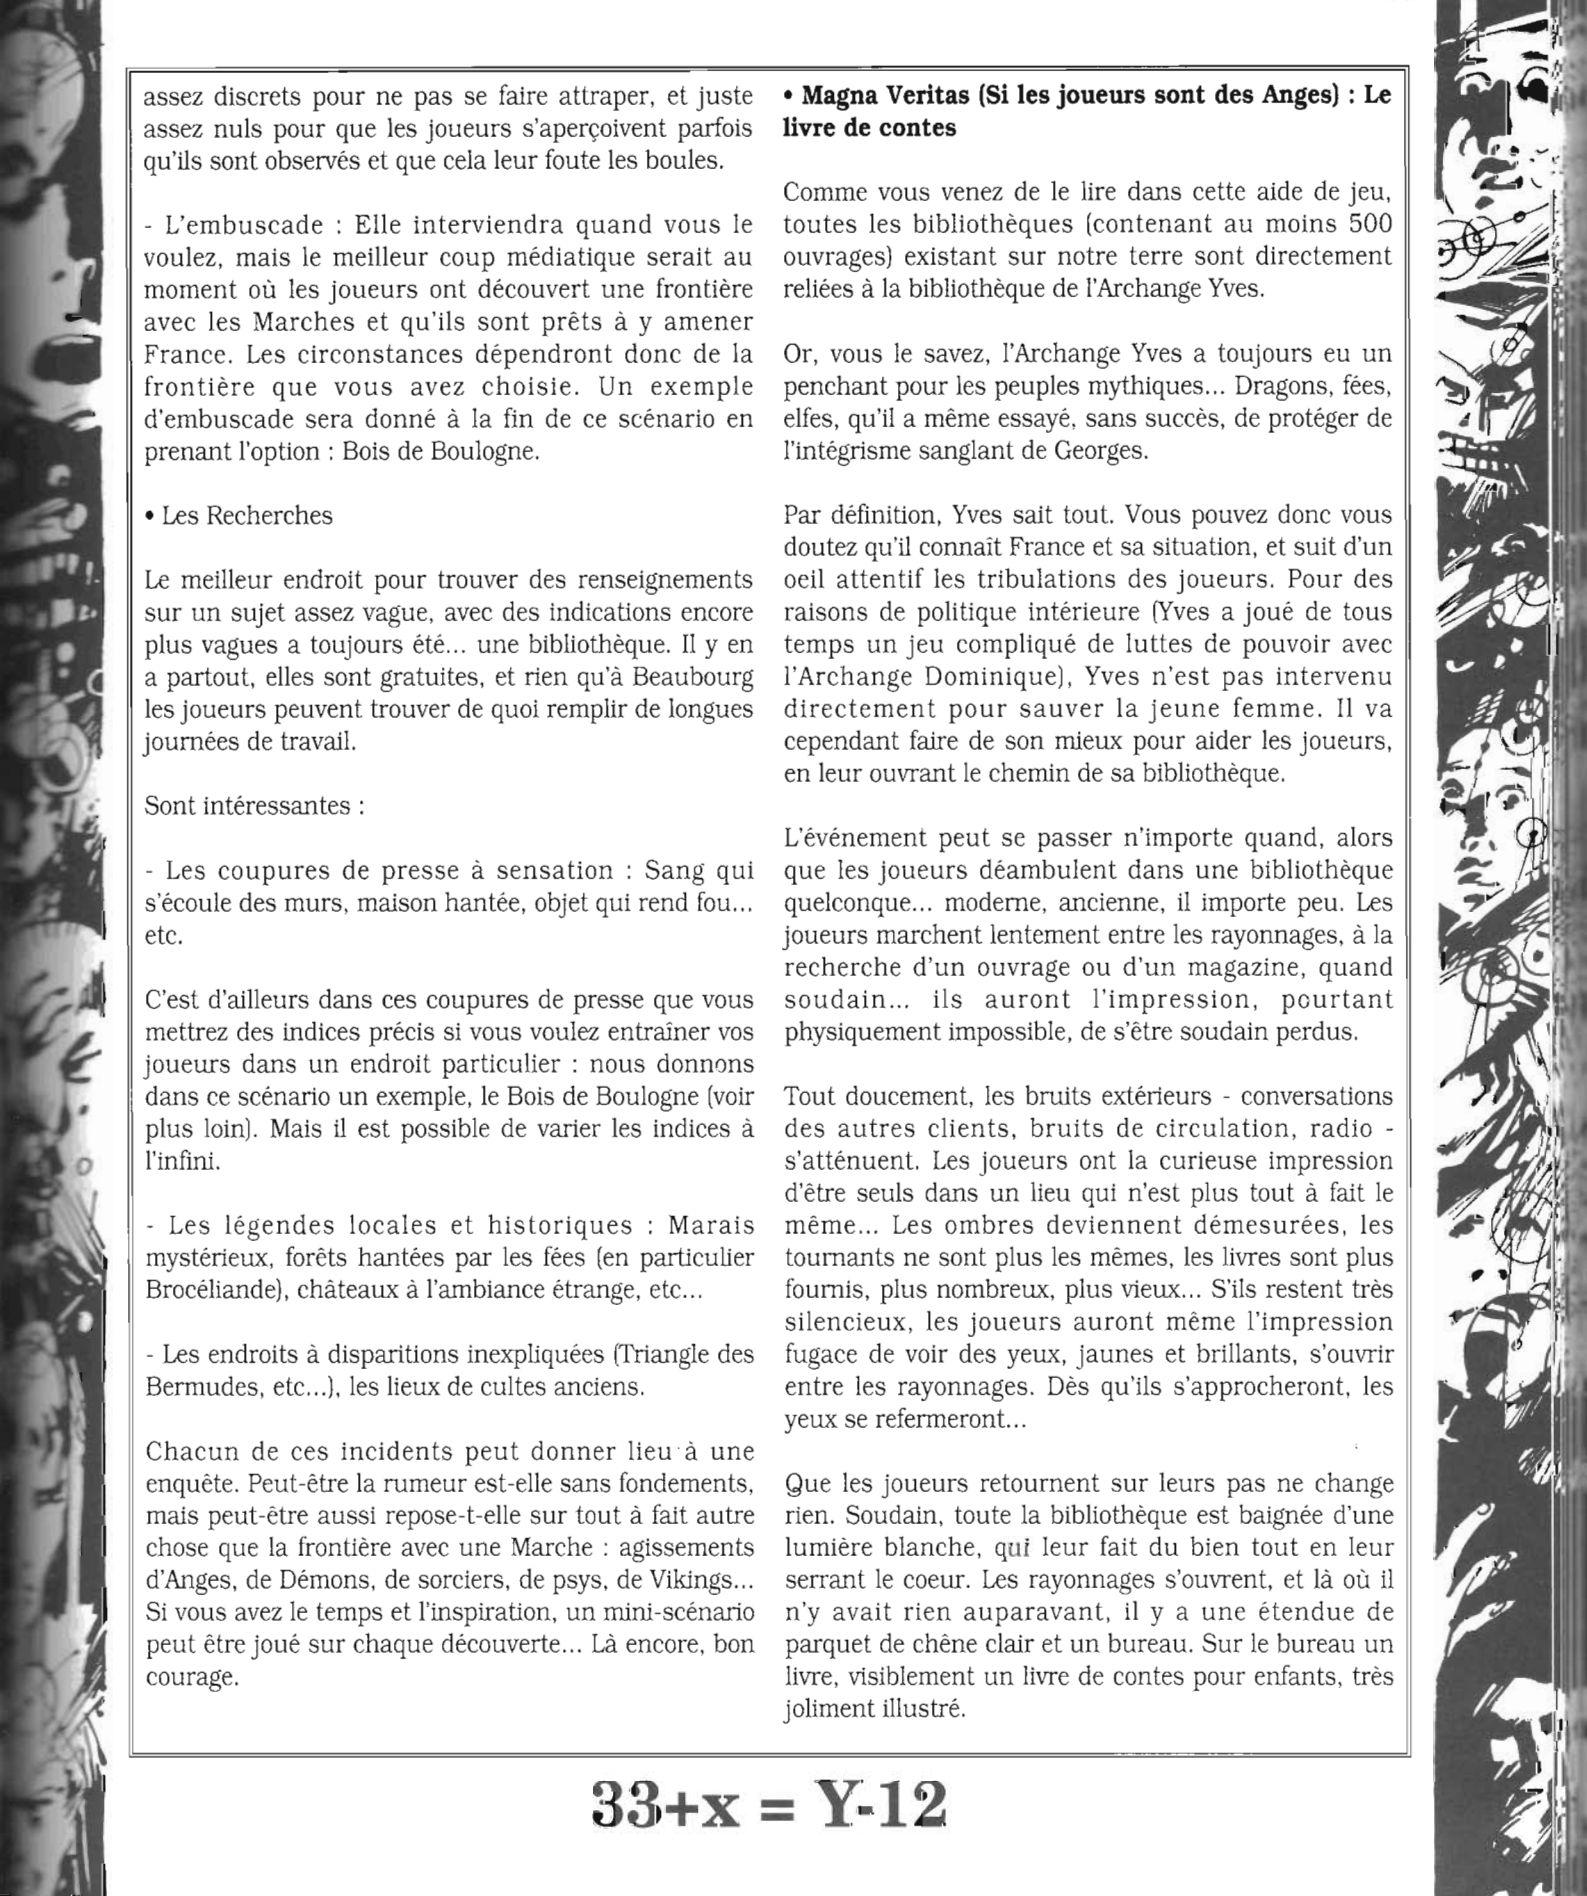 assez discrets pour ne pas se faire attraper, et juste
assez nuls pour que les joueurs s'aperçoivent parfois
qu'ils sont observés et que cela leur foute les boules.
- L'embuscade : Elle interviendra quand vous le
voulez, mais le meilleur coup médiatique serait au
moment où les joueurs ont découvert une frontière
avec les Marches et qu'ils sont prêts à y amener
France. Les circonstances dépendront donc de la
frontière que vous avez choisie. Un exemple
d'embuscade sera donné à la fin de ce scénario en
prenant l'option : Bois de Boulogne.
• Les Recherches
Le meilleur endroit pour trouver des renseignements
sur un sujet assez vague, avec des indications encore
plus vagues a toujours été... une bibliothèque. Il y en
a partout, elles sont gratuites, et rien qu'à Beaubourg
les joueurs peuvent trouver de quoi remplir de longues
journées de travail.
Sont intéressantes :
- Les coupures de presse à sensation : Sang qui
s'écoule des murs, maison hantée, objet qui rend fou...
etc.
C'est d'ailleurs dans ces coupures de presse que vous
mettrez des indices précis si vous voulez entraîner vos
joueurs dans un endroit particulier : nous donnons
dans ce scénario un exemple, le Bois de Boulogne (voir
plus loin). Mais il est possible de varier les indices à
l'infini.
- Les légendes locales et historiques : Marais
mystérieux, forêts hantées par les fées (en particulier
Brocéliande), châteaux à l'ambiance étrange, etc...
- Les endroits à disparitions inexpliquées (Triangle des
Bermudes, etc...), les lieux de cultes anciens.
Chacun de ces incidents peut donner lieu à une
enquête. Peut-être la rumeur est-elle sans fondements,
mais peut-être aussi repose-t-elle sur tout à fait autre
chose que la frontière avec une Marche : agissements
d'Anges, de Démons, de sorciers, de psys, de Vikings...
Si vous avez le temps et l'inspiration, un mini-scénario
peut être joué sur chaque découverte... Là encore, bon
courage.
• Magna Veritas (Si les joueurs sont des Anges) : Le
livre de contes
Comme vous venez de le lire dans cette aide de jeu,
toutes les bibliothèques (contenant au moins 500
ouvrages) existant sur notre terre sont directement
reliées à la bibliothèque de l'Archange Yves.
Or, vous le savez, l'Archange Yves a toujours eu un
penchant pour les peuples mythiques... Dragons, fées,
elfes, qu'il a même essayé, sans succès, de protéger de
l'intégrisme sanglant de Georges.
Par définition, Yves sait tout. Vous pouvez donc vous
doutez qu'il connaît France et sa situation, et suit d'un
oeil attentif les tribulations des joueurs. Pour des
raisons de politique intérieure (Yves a joué de tous
temps un jeu compliqué de luttes de pouvoir avec
l'Archange Dominique), Yves n'est pas intervenu
directement pour sauver la jeune femme. Il va
cependant faire de son mieux pour aider les joueurs,
en leur ouvrant le chemin de sa bibliothèque.
L'événement peut se passer n'importe quand, alors
que les joueurs déambulent dans une bibliothèque
quelconque... moderne, ancienne, il importe peu. Les
joueurs marchent lentement entre les rayonnages, à la
recherche d'un ouvrage ou d'un magazine, quand
soudain... ils auront l'impression, pourtant
physiquement impossible, de s'être soudain perdus.
Tout doucement, les bruits extérieurs - conversations
des autres clients, bruits de circulation, radio -
s'atténuent. Les joueurs ont la curieuse impression
d'être seuls dans un lieu qui n'est plus tout à fait le
même... Les ombres deviennent démesurées, les
tournants ne sont plus les mêmes, les livres sont plus
fournis, plus nombreux, plus vieux... S'ils restent très
silencieux, les joueurs auront même l'impression
fugace de voir des yeux, jaunes et brillants, s'ouvrir
entre les rayonnages. Dès qu'ils s'approcheront, les
yeux se refermeront...
Que les joueurs retournent sur leurs pas ne change
rien. Soudain, toute la bibliothèque est baignée d'une
lumière blanche, qui leur fait du bien tout en leur
serrant le coeur. Les rayonnages s'ouvrent, et là où il
n'y avait rien auparavant, il y a une étendue de
parquet de chêne clair et un bureau. Sur le bureau un
livre, visiblement un livre de contes pour enfants, très
joliment illustré.
33+x = Y-12